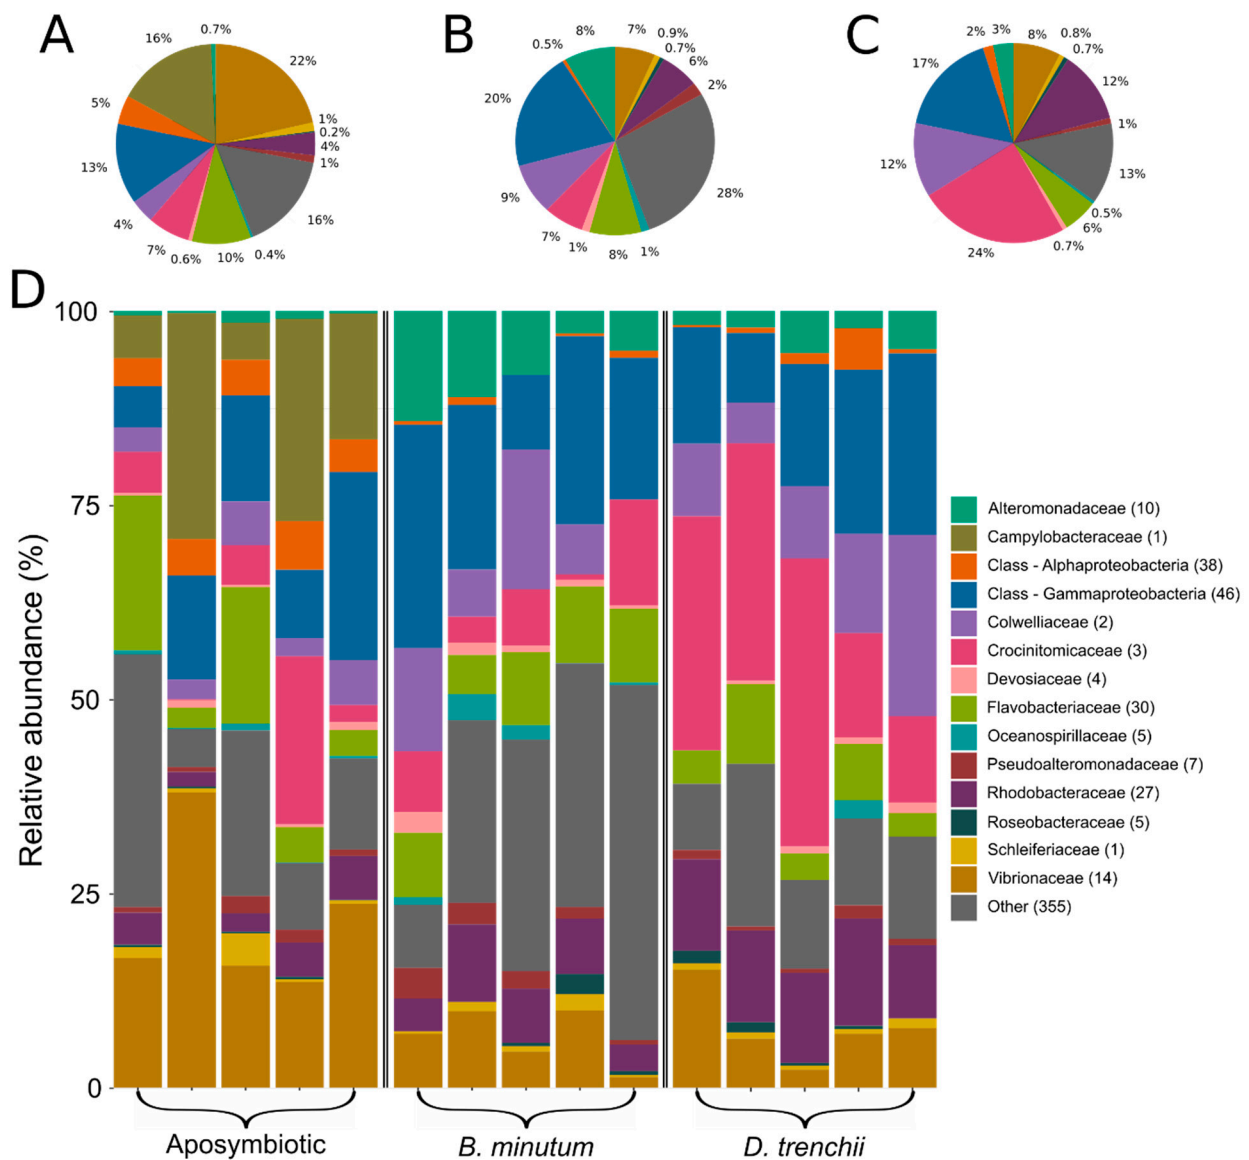 A
0.7%
22%
1%
0.2%
4%
1%
16%
0.4%
10%
0.6%
7%
4%
13%
5%
16%
B
8%
7%
0.9%
0.7%
6%
2%
28%
1%
8%
1%
7%
9%
20%
0.5%
C
3%
8%
0.8%
0.7%
12%
1%
13%
0.5%
6%
0.7%
24%
12%
17%
2%
D
Relative abundance (%)
100
75
50
25
0
Aposymbiotic
B. minutum
D. trenchii
Alteromonadaceae (10)
Campylobacteraceae (1)
Class - Alphaproteobacteria (38)
Class - Gammaproteobacteria (46)
Colwelliaceae (2)
Crocinitomicaceae (3)
Devosiaceae (4)
Flavobacteriaceae (30)
Oceanospirillaceae (5)
Pseudoalteromonadaceae (7)
Rhodobacteraceae (27)
Roseobacteraceae (5)
Schleiferiaceae (1)
Vibrionaceae (14)
Other (355)